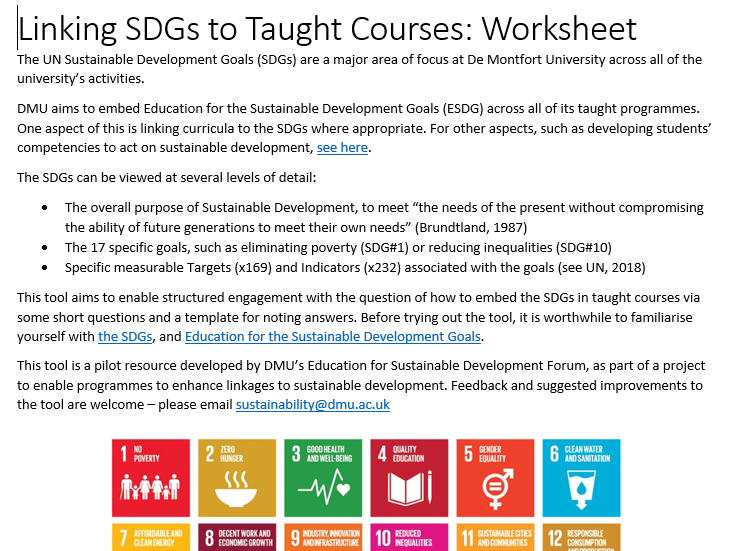 Linking SDGs to Taught Courses: Worksheet
The UN Sustainable Development Goals (SDGs) are a major area of focus at De Montfort University across all of the
university's activities.
DMU aims to embed Education for the Sustainable Development Goals (ESDG) across all of its taught programmes.
One aspect of this is linking curricula to the SDGs where appropriate. For other aspects, such as developing students'
competencies to act on sustainable development, see here.
The SDGs can be viewed at several levels of detail:
• The overall purpose of Sustainable Development, to meet “the needs of the present without compromising
the ability of future generations to meet their own needs” (Brundtland, 1987)
• The 17 specific goals, such as eliminating poverty (SDG#1) or reducing inequalities (SDG#10)
• Specific measurable Targets (x169) and Indicators (x232) associated with the goals (see UN, 2018)
This tool aims to enable structured engagement with the question of how to embed the SDGs in taught courses via
some short questions and a template for noting answers. Before trying out the tool, it is worthwhile to familiarise
yourself with the SDGs, and Education for the Sustainable Development Goals.
This tool is a pilot resource developed by DMU's Education for Sustainable Development Forum, as part of a project
to enable programmes to enhance linkages to sustainable development. Feedback and suggested improvements to
the tool are welcome – please email sustainability@dmu.ac.uk
1 NO
POVERTY
2 ZERO
HUNGER
3 GOOD HEALTH
AND WELL-BEING
4 QUALITY
EDUCATION
5 GENDER
EQUALITY
6 CLEAN WATER
AND SANITATION
7 AFFORDABLE AND
CLEAN ENERGY
8 DECENT WORK AND
ECONOMIC GROWTH
9 INDUSTRY, INNOVATION
AND INFRASTRUCTURE
10 REDUCED
INEQUALITIES
11 SUSTAINABLE CITIES
AND COMMUNITIES
12 RESPONSIBLE
CONSUMPTION
AND PRODUCTION